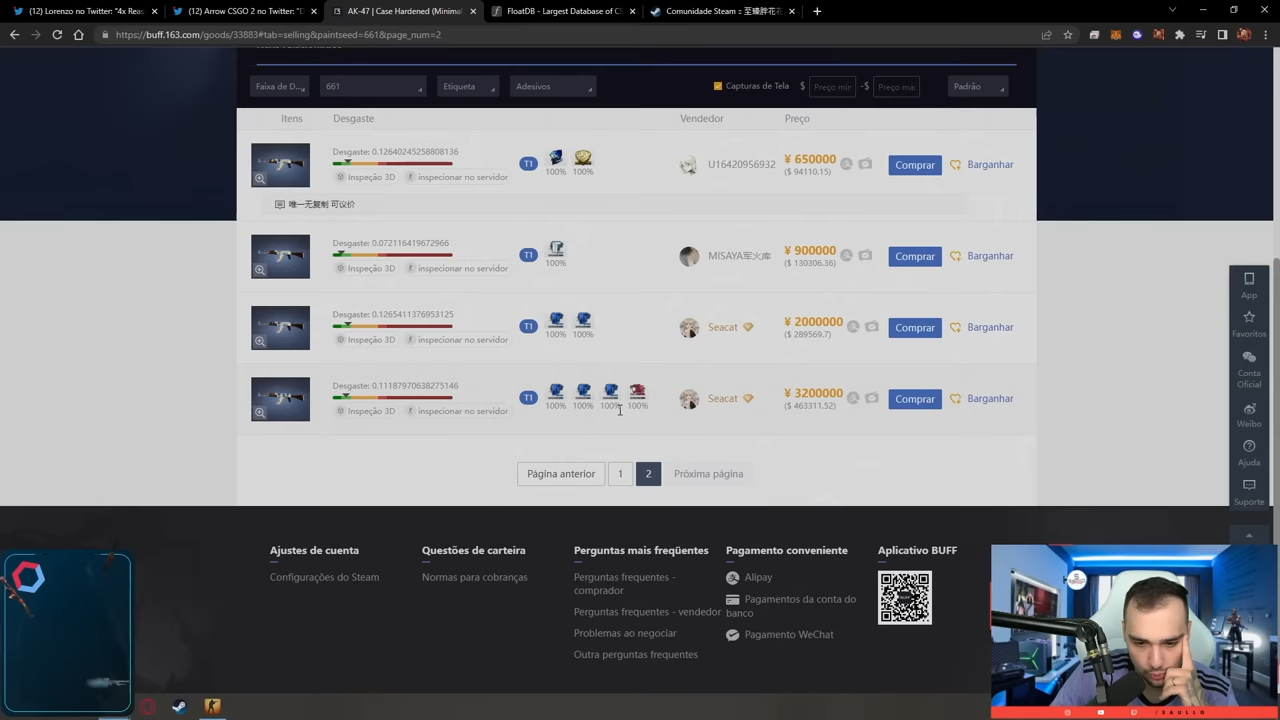 (12) Lorenzo no Twitter: "4x Reas
(12) Arrow CSGO 2 no Twitter: "D
AK-47 | Case Hardened (Minimal
FloatDB - Largest Database of CS
Comunidade Steam :: 至臻胖花花
https://buff.163.com/goods/33883#tab=selling&paintseed=661&page_num=2
Faixa de D...
661
Etiqueta
Adesivos
Capturas de Tela
$
Preço mín
-$
Preço má
Padrão
itens
Desgaste
Vendedor
Preço
Desgaste: 0.12640245258808136
Inspeção 3D
inspecionar no servidor
T1
100%
100%
U16420956932
¥ 650000
($ 94110.15)
Comprar
Barganhar
唯一无复制 可议价
Desgaste: 0.072116419672966
Inspeção 3D
inspecionar no servidor
T1
100%
MISAYA军火库
¥ 900000
($ 130306.36)
Comprar
Barganhar
Desgaste: 0.1265411376953125
Inspeção 3D
inspecionar no servidor
T1
100%
100%
Seacat
¥ 2000000
($ 289569.7)
Comprar
Barganhar
Desgaste: 0.11187970638275146
Inspeção 3D
inspecionar no servidor
T1
100%
100%
100%
100%
Seacat
¥ 3200000
($ 463311.52)
Comprar
Barganhar
Página anterior
1
2
Próxima página
App
Favoritos
Conta
Oficial
Weibo
Ajuda
Suporte
Ajustes de cuenta
Configurações do Steam
Questões de carteira
Normas para cobranças
Perguntas mais freqüentes
Perguntas frequentes -
comprador
Perguntas frequentes -
vendedor
Problemas ao negociar
Outra perguntas frequentes
Pagamento conveniente
Alipay
Pagamentos da conta do
banco
Pagamento WeChat
Aplicativo BUFF
/SAULLO